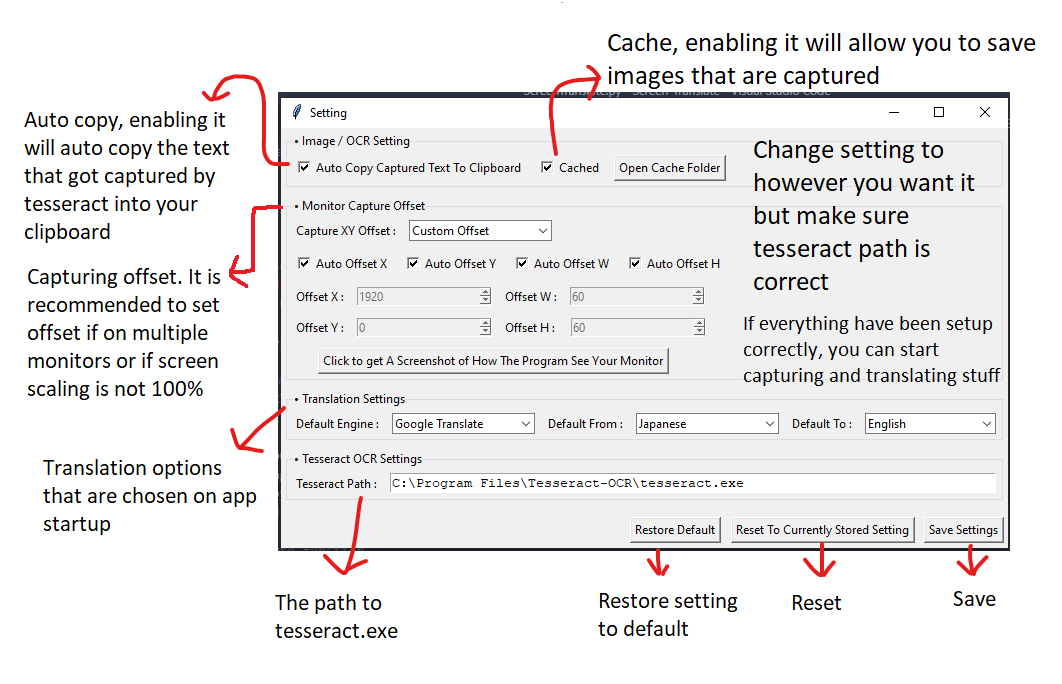 Cache, enabling it will allow you to save
images that are captured
Auto copy, enabling it
will auto copy the text
that got captured by
tesseract into your
clipboard
Capturing offset. It is
recommended to set
offset if on multiple
monitors or if screen
scaling is not 100%
Translation options
that are chosen on app
startup
Setting
• Image / OCR Setting
Auto Copy Captured Text To Clipboard Cached Open Cache Folder
• Monitor Capture Offset
Capture XY Offset : Custom Offset
Auto Offset X Auto Offset Y Auto Offset W Auto Offset H
Offset X : 1920 Offset W : 60
Offset Y : 0 Offset H : 60
Click to get A Screenshot of How The Program See Your Monitor
• Translation Settings
Default Engine : Google Translate Default From : Japanese Default To : English
• Tesseract OCR Settings
Tesseract Path : C:\Program Files\Tesseract-OCR\tesseract.exe
Restore Default Reset To Currently Stored Setting Save Settings
Change setting to
however you want it
but make sure
tesseract path is
correct
If everything have been setup
correctly, you can start
capturing and translating stuff
The path to
tesseract.exe
Restore setting
to default
Reset
Save